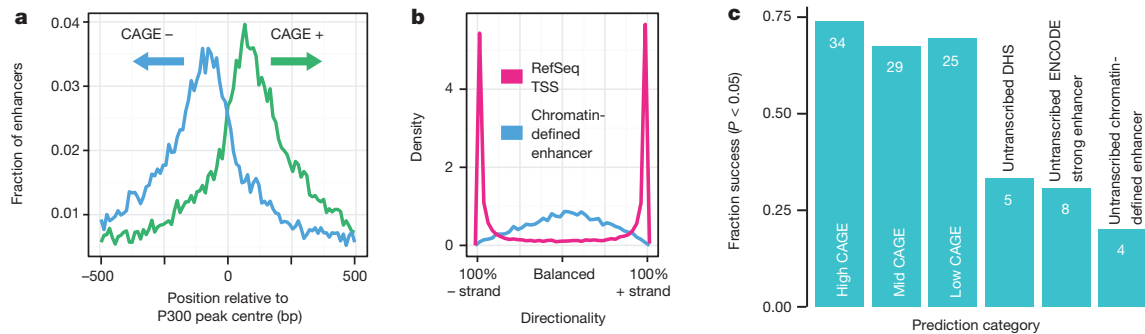 a
Fraction of enhancers
0.04
0.03
0.02
0.01
CAGE –
CAGE +
–500
0
500
Position relative to
P300 peak centre (bp)
b
Density
4
2
0
RefSeq
TSS
Chromatin-
defined
enhancer
100%
– strand
Balanced
100%
+ strand
Directionality
c
Fraction success (P < 0.05)
0.75
0.50
0.25
0.00
34
High CAGE
29
Mid CAGE
25
Low CAGE
Untranscribed DHS
5
Untranscribed ENCODE
strong enhancer
8
Untranscribed chromatin-
defined enhancer
4
Prediction category